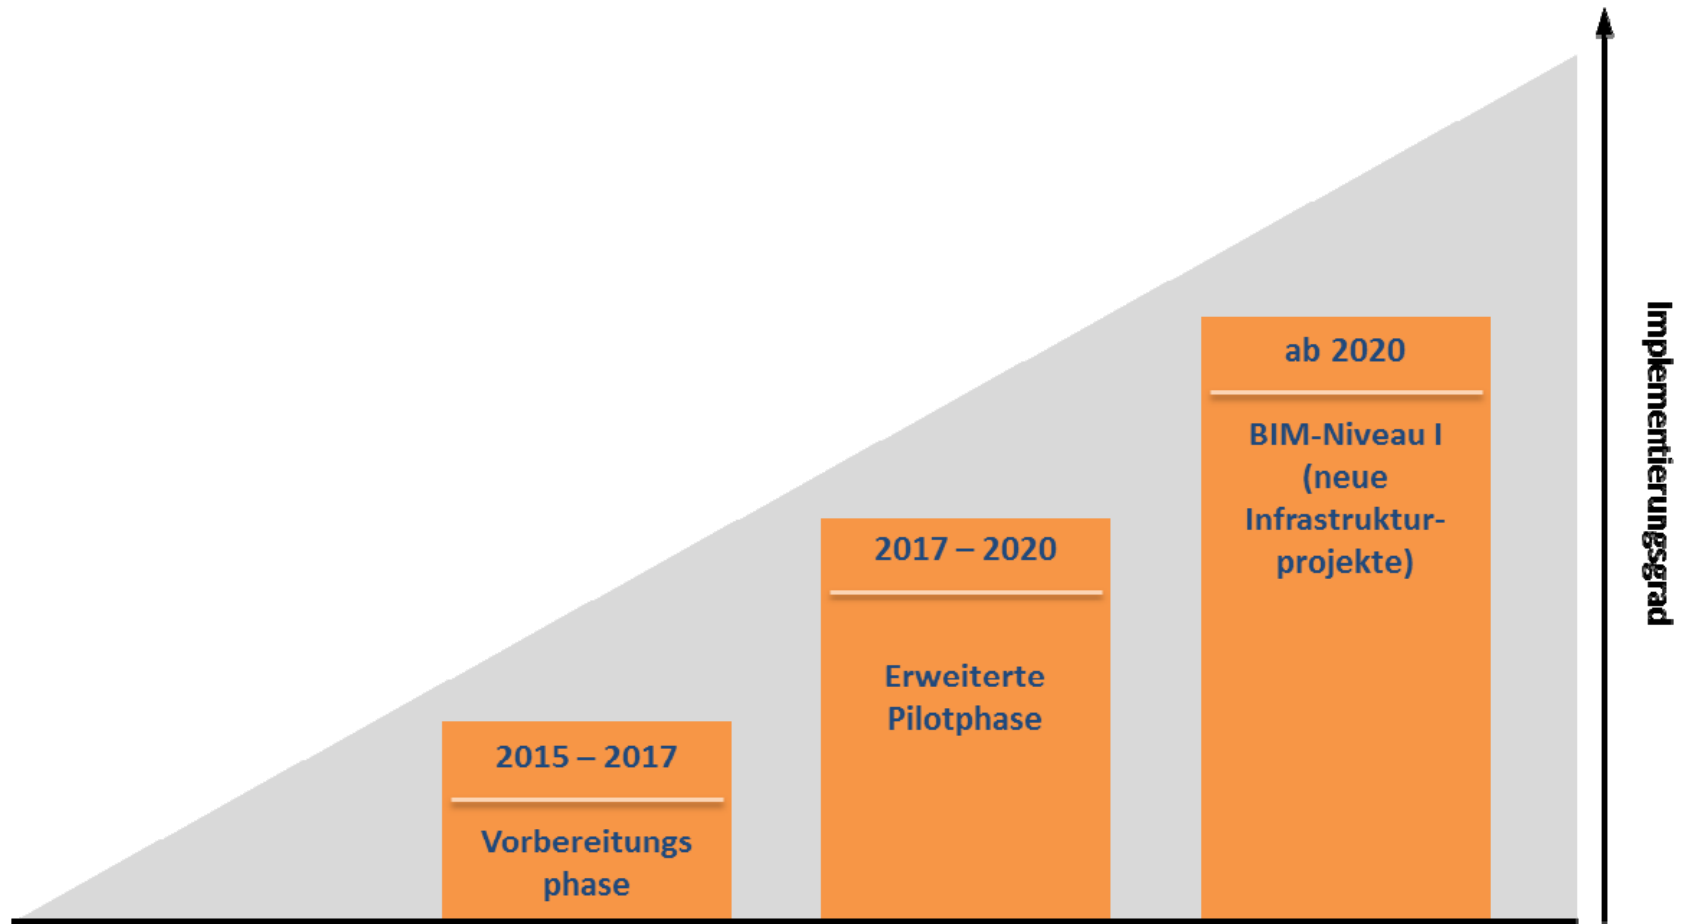 2015 – 2017
Vorbereitungs
phase
2017 – 2020
Erweiterte
Pilotphase
ab 2020
BIM-Niveau I
(neue
Infrastruktur-
projekte)
Implementierungsgrad